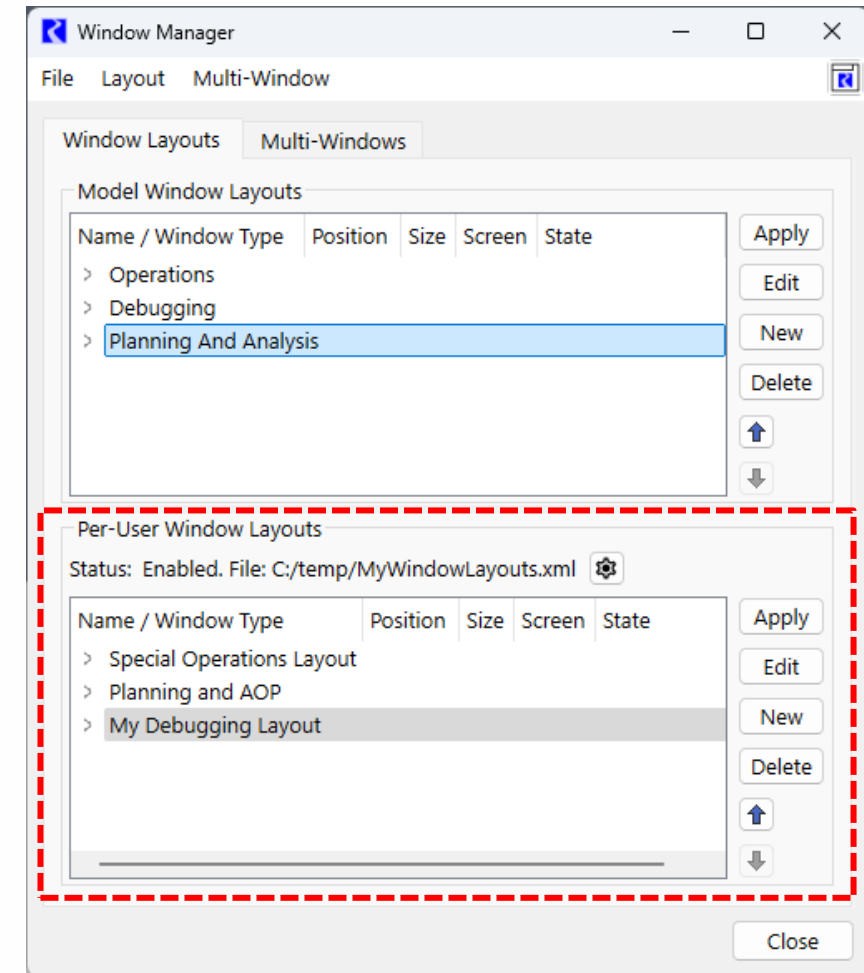 Window Manager
File Layout Multi-Window
Window Layouts Multi-Windows
Model Window Layouts
Name / Window Type Position Size Screen State
Operations
Debugging
Planning And Analysis
Apply
Edit
New
Delete
Per-User Window Layouts
Status: Enabled. File: C:/temp/MyWindowLayouts.xml
Name / Window Type Position Size Screen State
Special Operations Layout
Planning and AOP
My Debugging Layout
Apply
Edit
New
Delete
Close